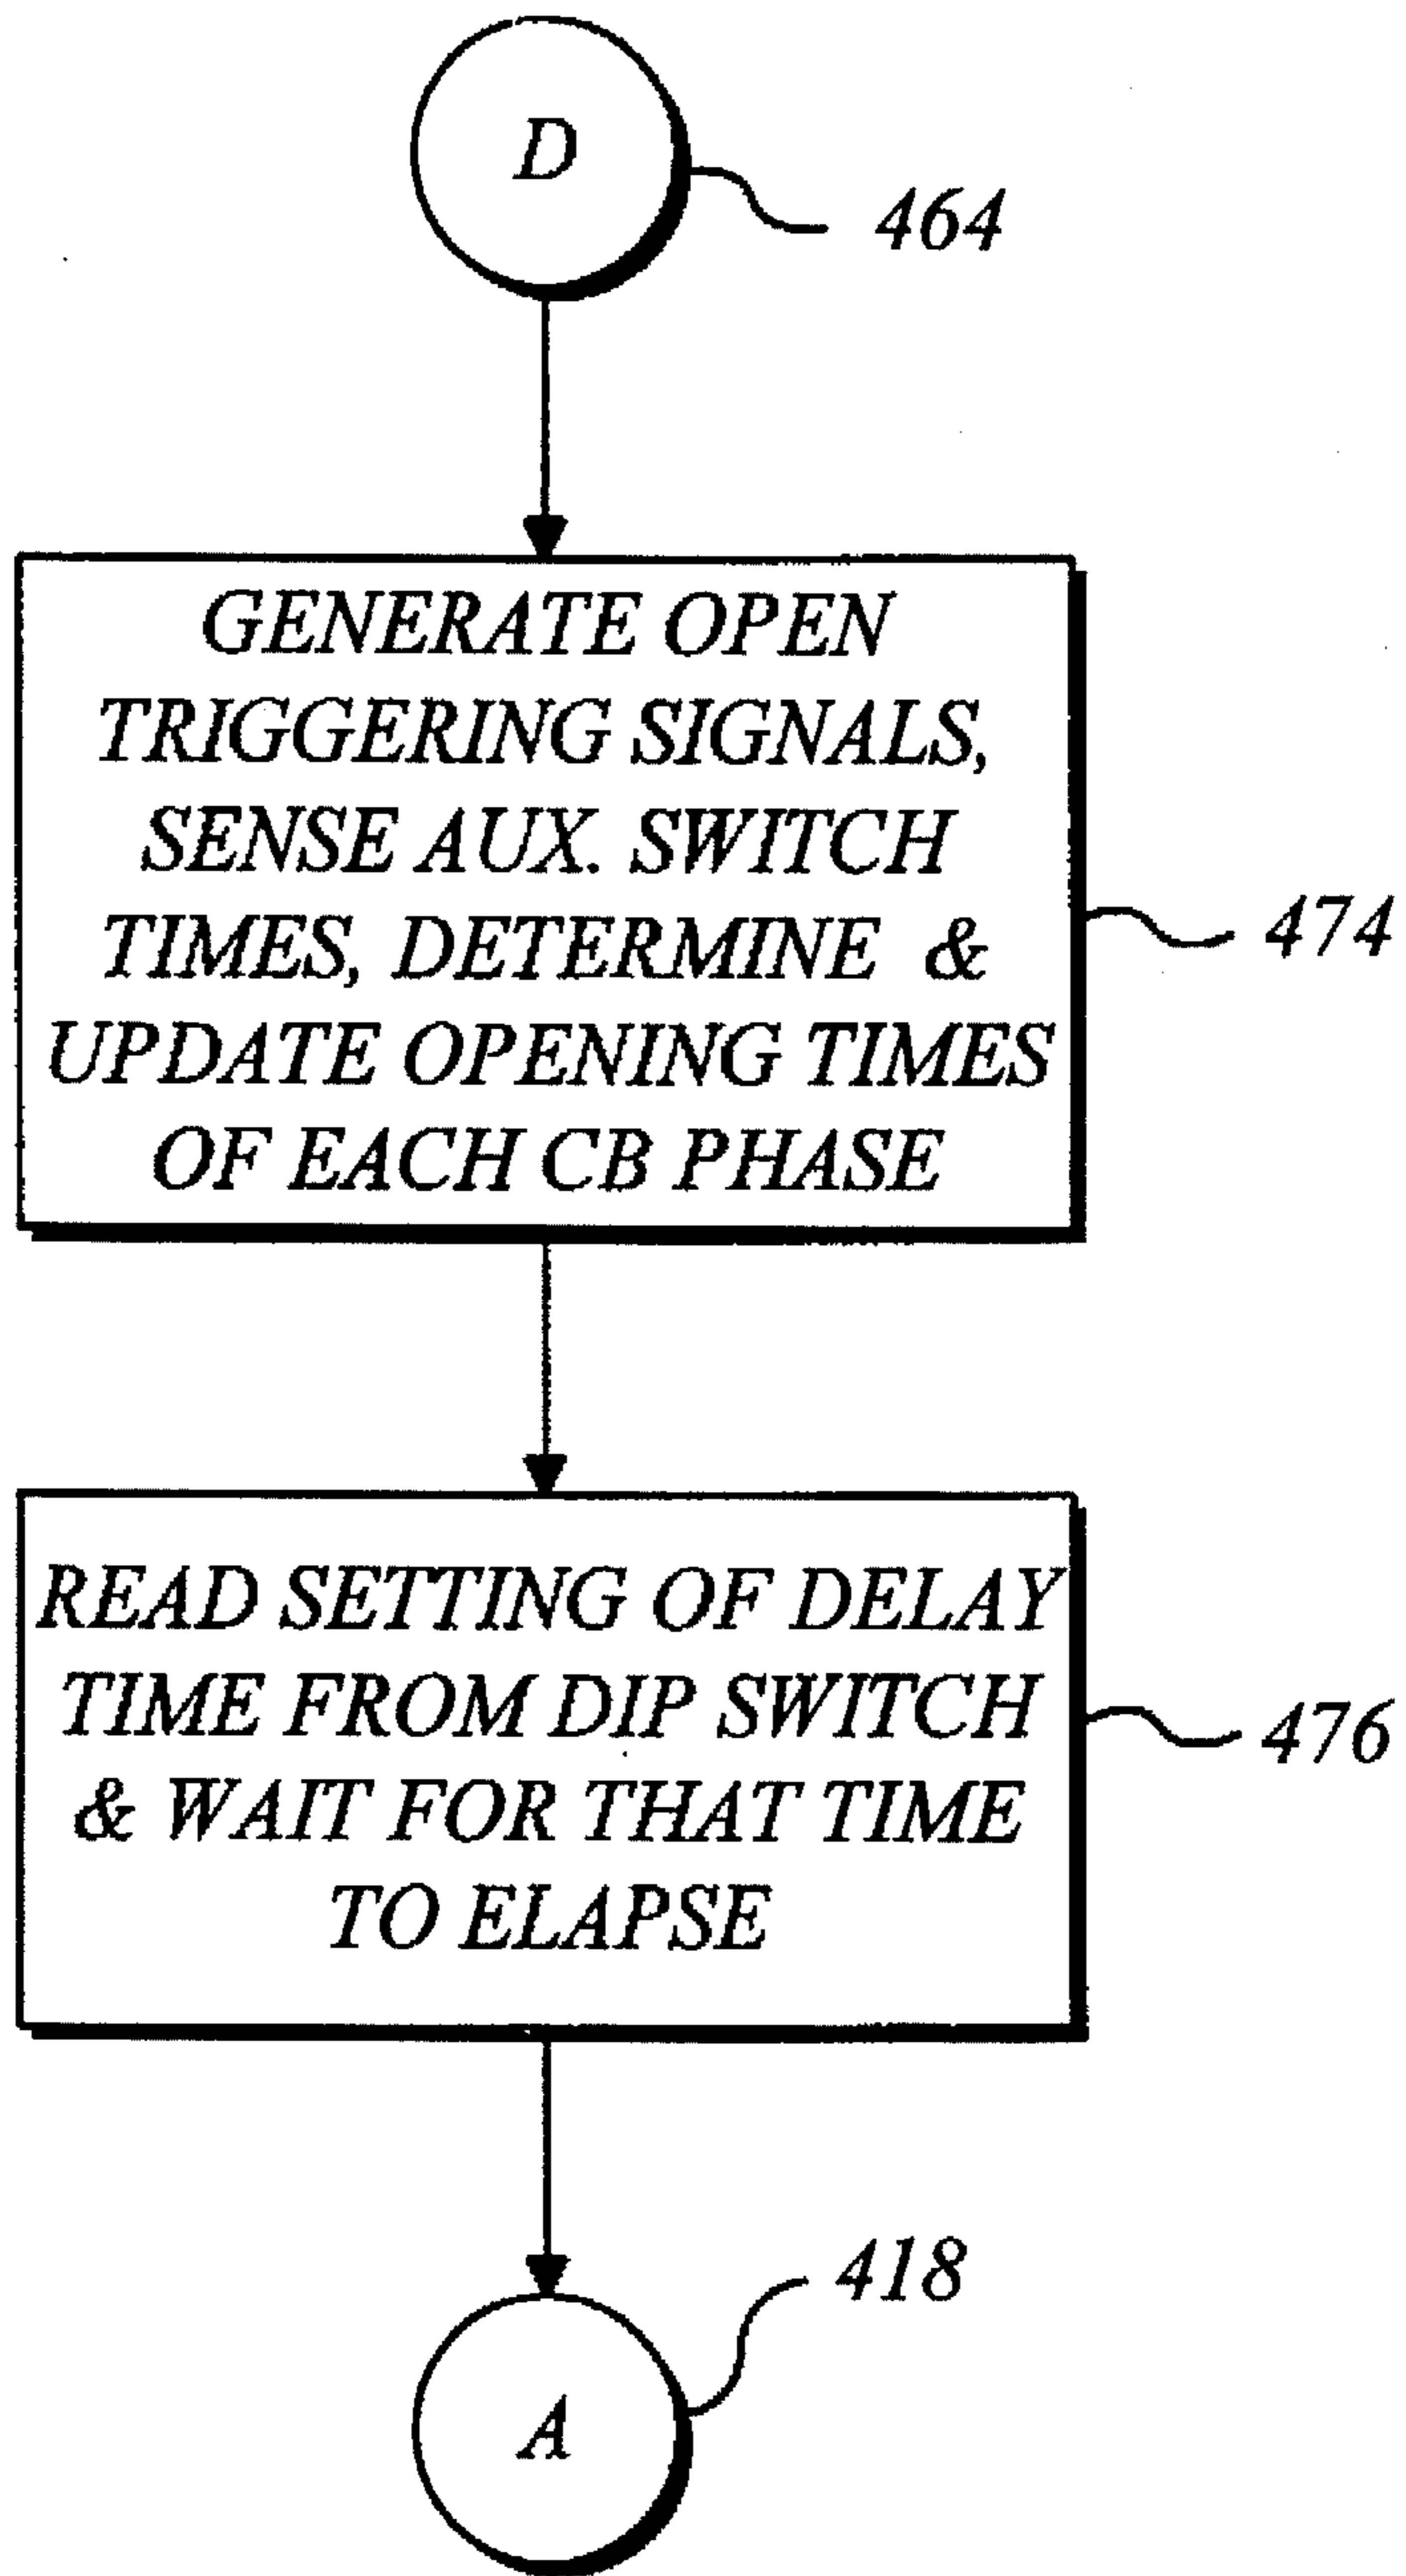 D
464
GENERATE OPEN
TRIGGERING SIGNALS,
SENSE AUX. SWITCH
TIMES, DETERMINE &
UPDATE OPENING TIMES
OF EACH CB PHASE
474
READ SETTING OF DELAY
TIME FROM DIP SWITCH
& WAIT FOR THAT TIME
TO ELAPSE
476
418
A